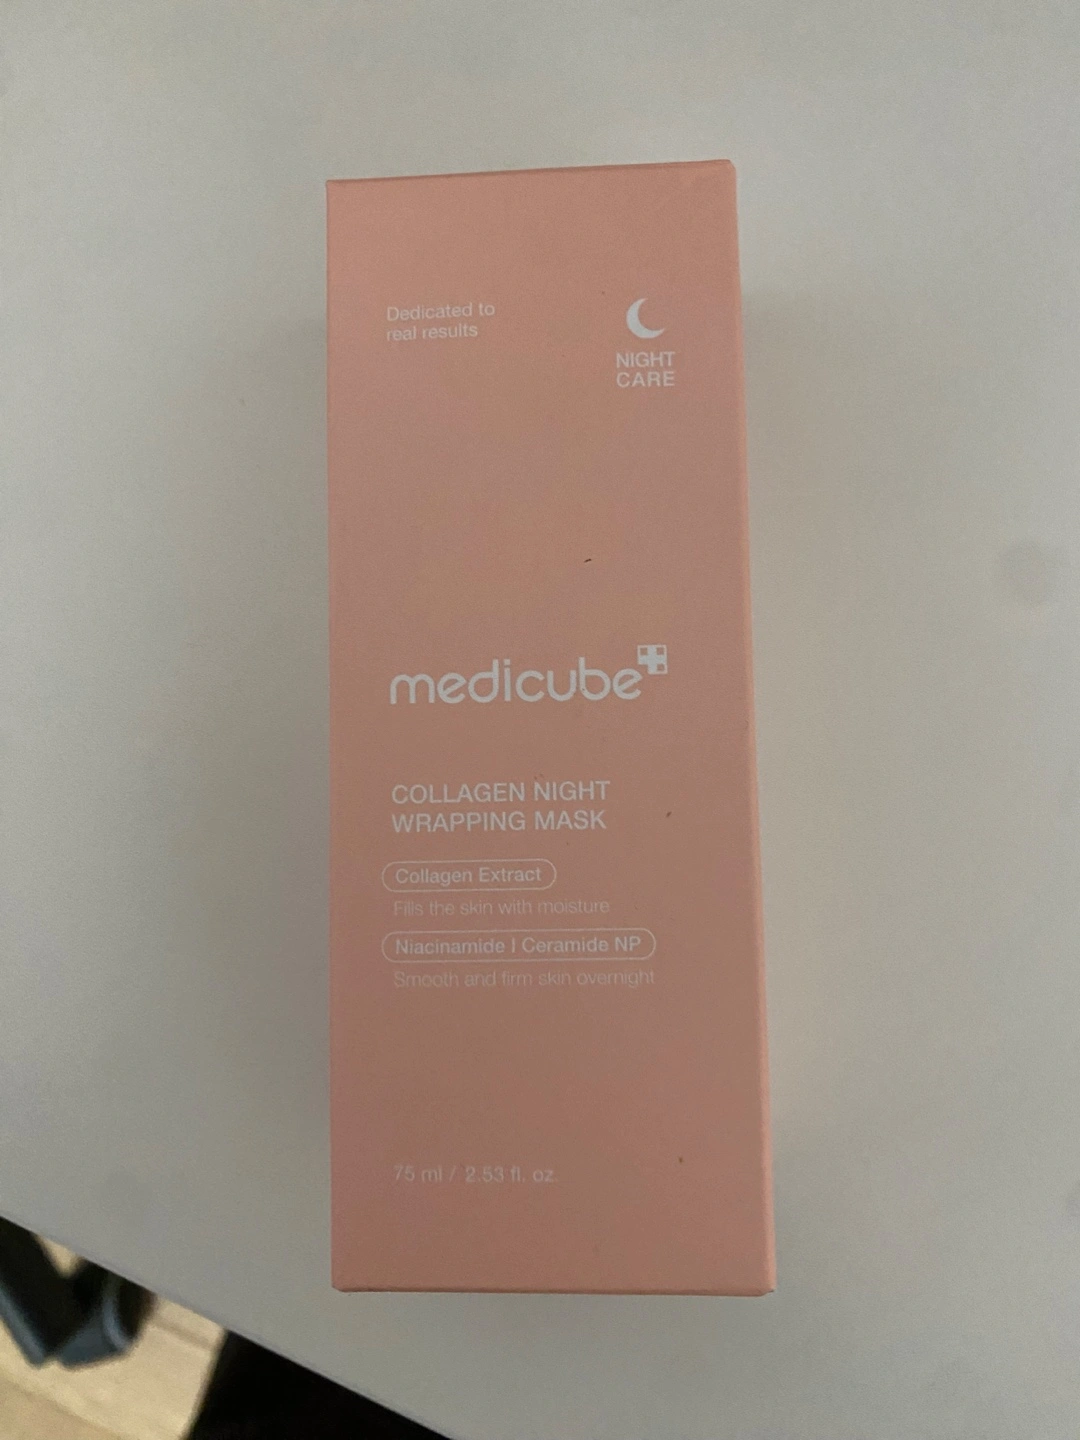 Dedicated to
real results
NIGHT
CARE
medicube
COLLAGEN NIGHT
WRAPPING MASK
Collagen Extract
Fills the skin with moisture
Niacinamide | Ceramide NP
Smooth and firm skin overnight
75 ml / 2.53 fl. oz.